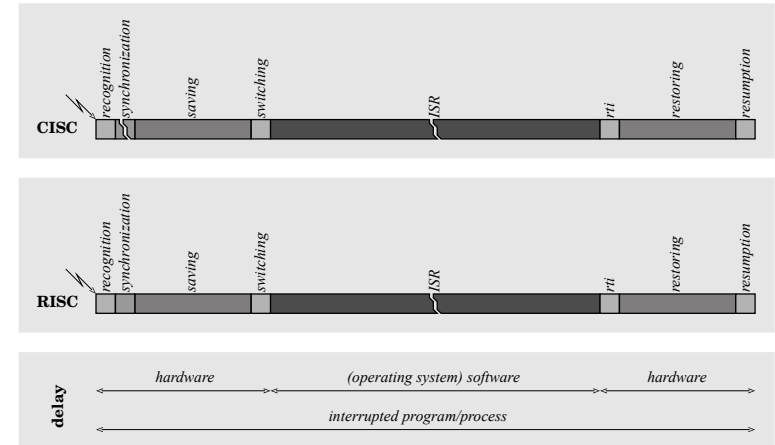 recognition
synchronization
saving
switching
ISR
rti
restoring
resumption
CISC
recognition
synchronization
saving
switching
ISR
rti
restoring
resumption
RISC
delay
hardware
(operating system) software
hardware
interrupted program/process